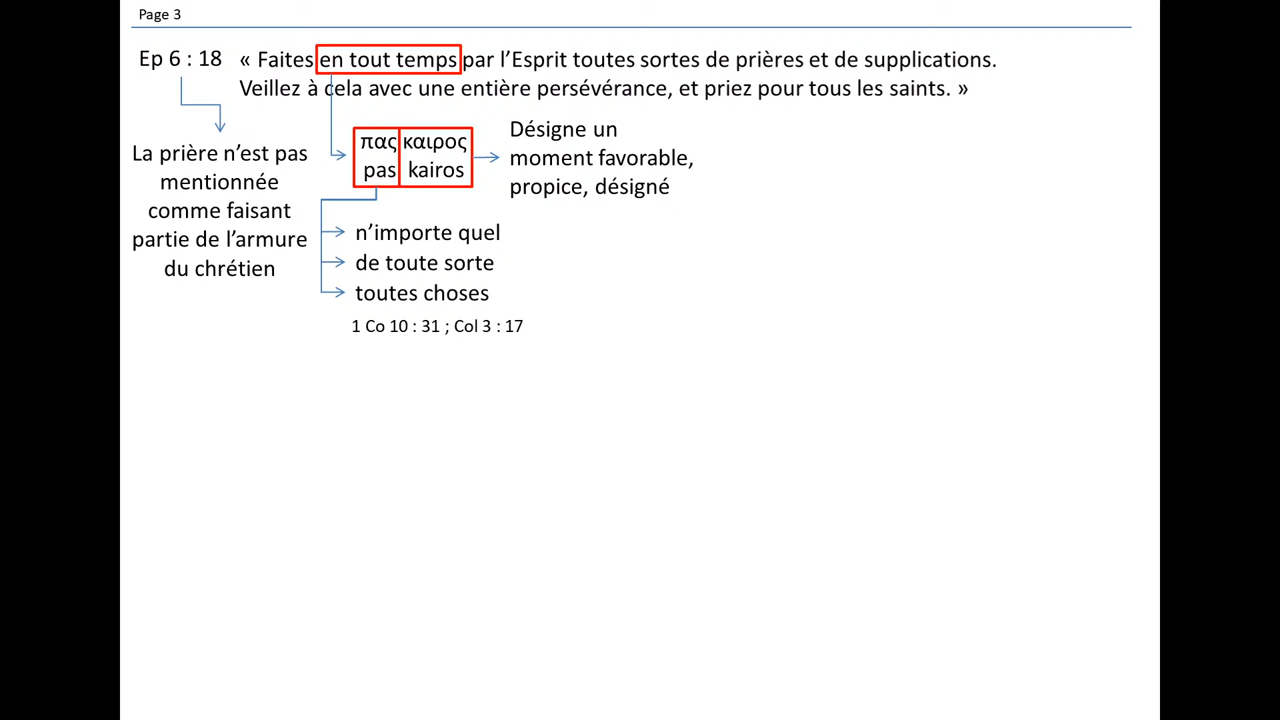 Page 3
Ep 6 : 18 « Faites en tout temps par l’Esprit toutes sortes de prières et de supplications.
Veillez à cela avec une entière persévérance, et priez pour tous les saints. »
La prière n’est pas
mentionnée
comme faisant
partie de l’armure
du chrétien
πας καιρος
pas kairos
Désigne un
moment favorable,
propice, désigné
n’importe quel
de toute sorte
toutes choses
1 Co 10 : 31 ; Col 3 : 17